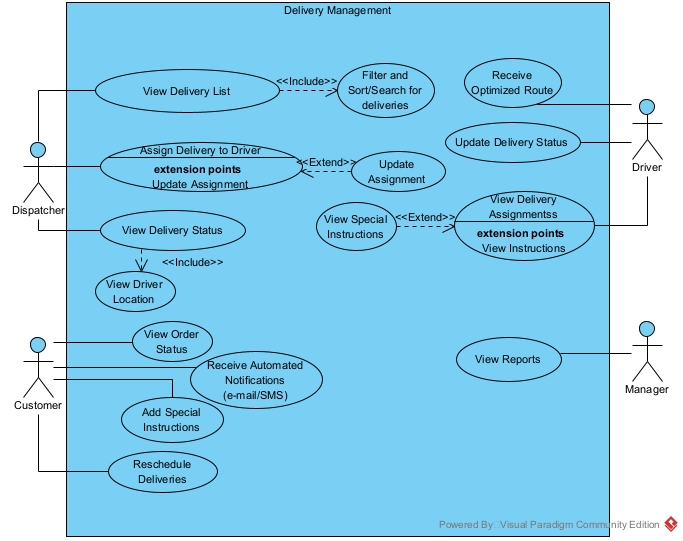 Delivery Management
View Delivery List
<<Include>>
Filter and
Sort/Search for
deliveries
Receive
Optimized Route
Update Delivery Status
Driver
Assign Delivery to Driver
extension points
Update Assignment
<<Extend>>
Update
Assignment
Dispatcher
View Delivery Status
<<Include>>
View Driver
Location
View Special
Instructions
<<Extend>>
View Delivery
Assignmentss
extension points
View Instructions
View Order
Status
Receive Automated
Notifications
(e-mail/SMS)
Customer
Add Special
Instructions
Reschedule
Deliveries
View Reports
Manager
Powered By Visual Paradigm Community Edition